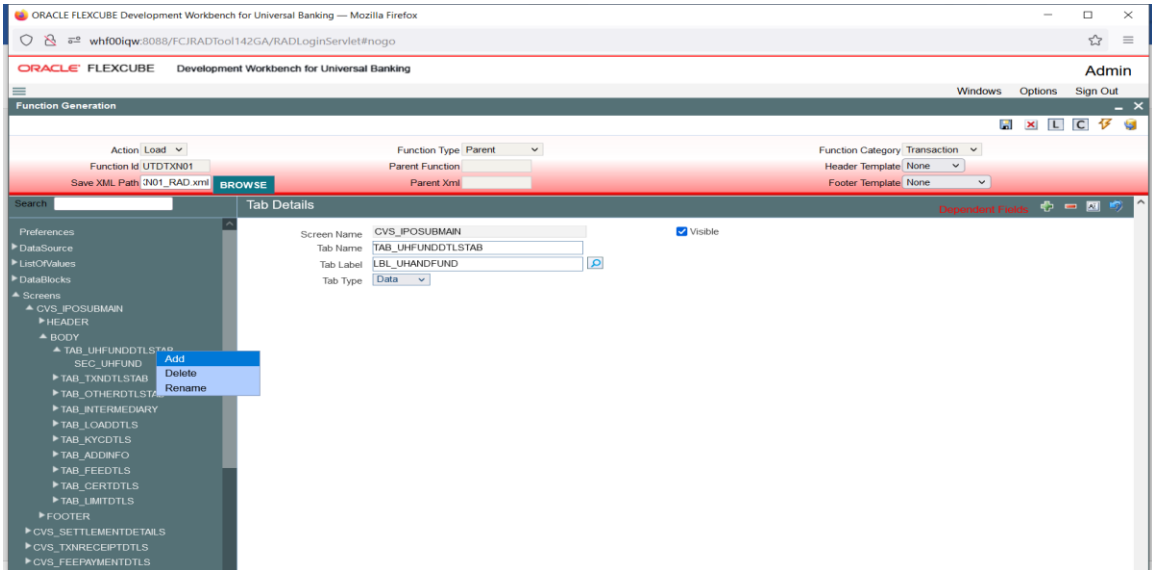 ORACLE FLEXCUBE Development Workbench for Universal Banking — Mozilla Firefox
whf00iqw:8088/FCJRADTool142GA/RADLoginServlet#nogo
ORACLE FLEXCUBE Development Workbench for Universal Banking Admin
Windows Options Sign Out
Function Generation
L C
Action Load Function Type Parent Function Category Transaction
Function Id UTDTXN01 Parent Function Header Template None
Save XML Path N01_RAD.xml BROWSE Parent Xml Footer Template None
Search Tab Details Dependent Fields
Preferences Screen Name CVS_IPOSUBMAIN Visible
DataSource Tab Name TAB_UHFUNDDTLSTAB
ListOfValues Tab Label LBL_UHANDFUND
DataBlocks Tab Type Data
Screens
CVS_IPOSUBMAIN
HEADER
BODY
TAB_UHFUNDDTLSTAB
Add
SEC_UHFUND
Delete
TAB_TXNDTLSTAB
Rename
TAB_OTHERDTLSTAB
TAB_INTERMEDIARY
TAB_LOADDTLS
TAB_KYCDTLS
TAB_ADDINFO
TAB_FEEDTLS
TAB_CERTDTLS
TAB_LIMITDTLS
FOOTER
CVS_SETTLEMENTDETAILS
CVS_TXNRECEIPTDTLS
CVS_FEEPAYMENTDTLS